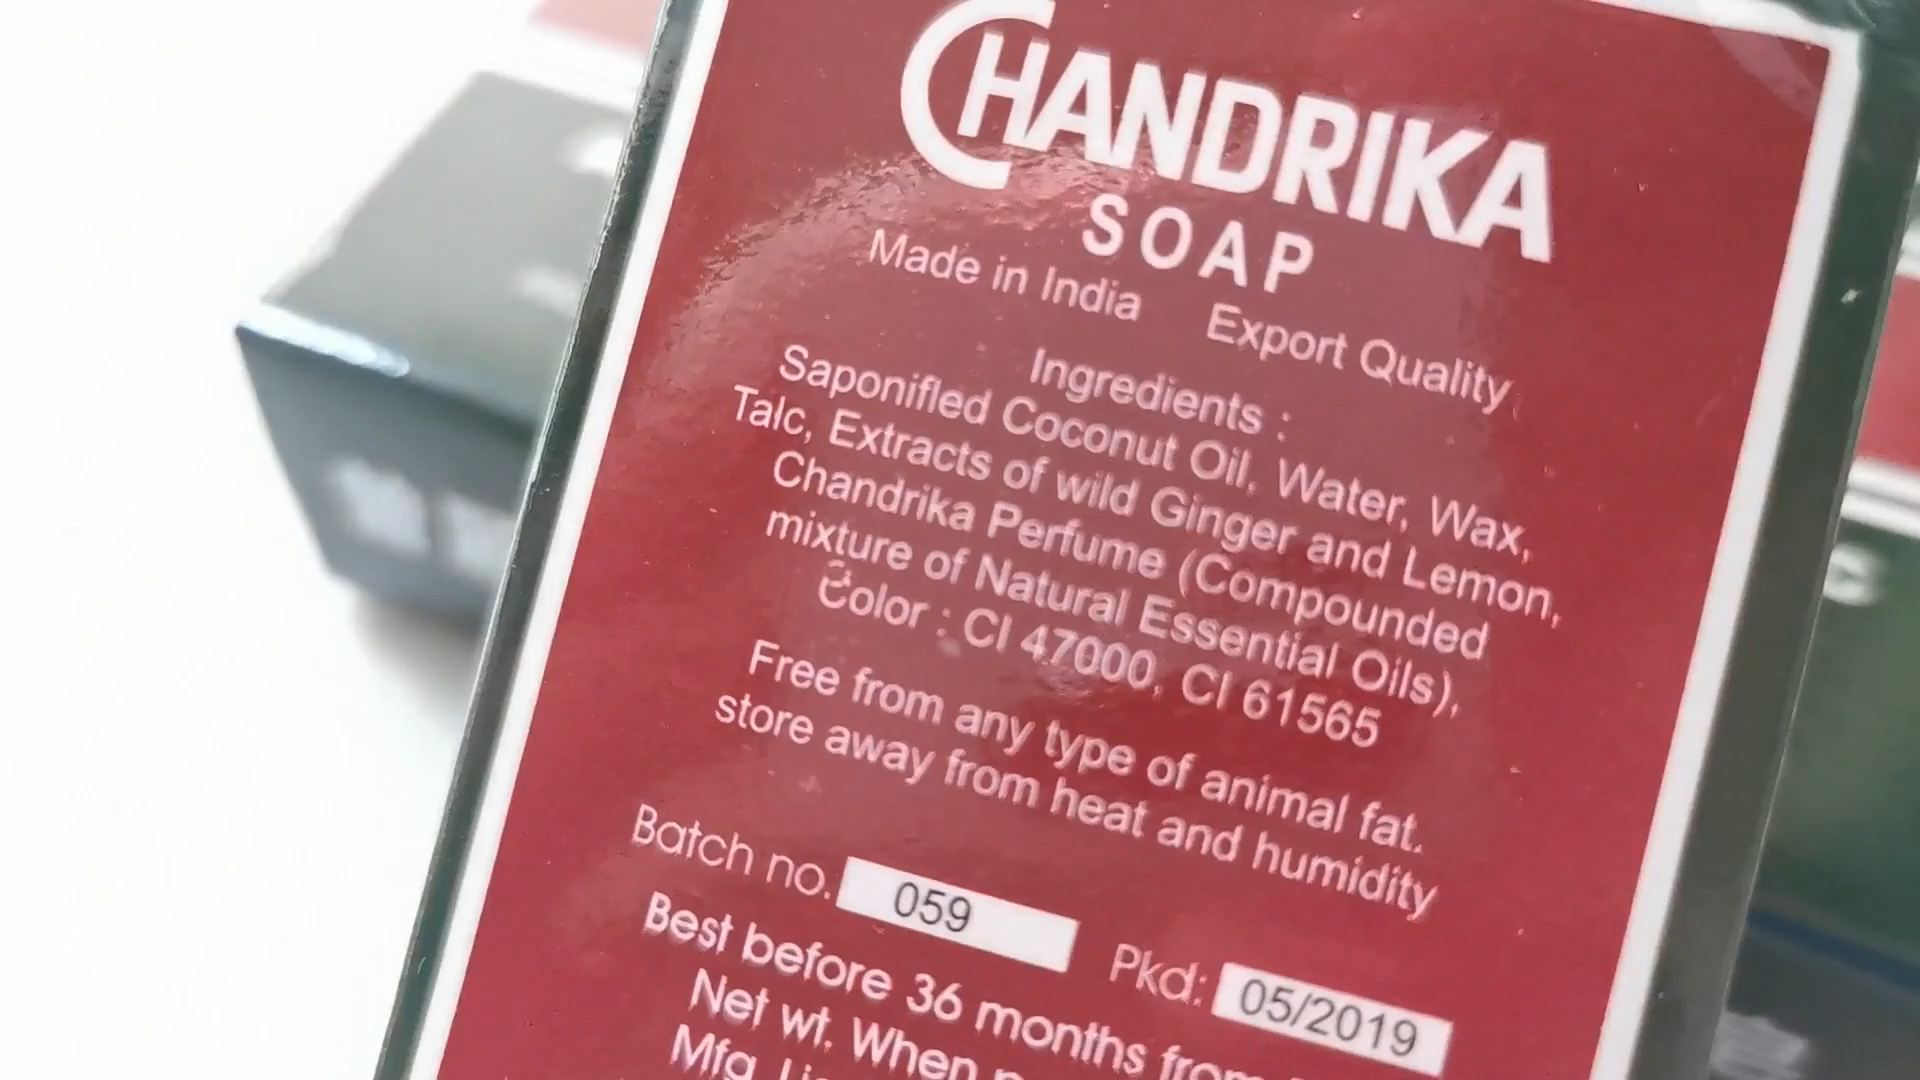 CHANDRIKA
SOAP
Made in India Export Quality
Ingredients :
Saponifled Coconut Oil, Water, Wax,
Talc, Extracts of wild Ginger and Lemon,
Chandrika Perfume (Compounded
mixture of Natural Essential Oils),
Color : CI 47000, CI 61565
Free from any type of animal fat.
store away from heat and humidity
Batch no. 059 Pkd: 05/2019
Best before 36 months from
Net wt. When
Mfg.